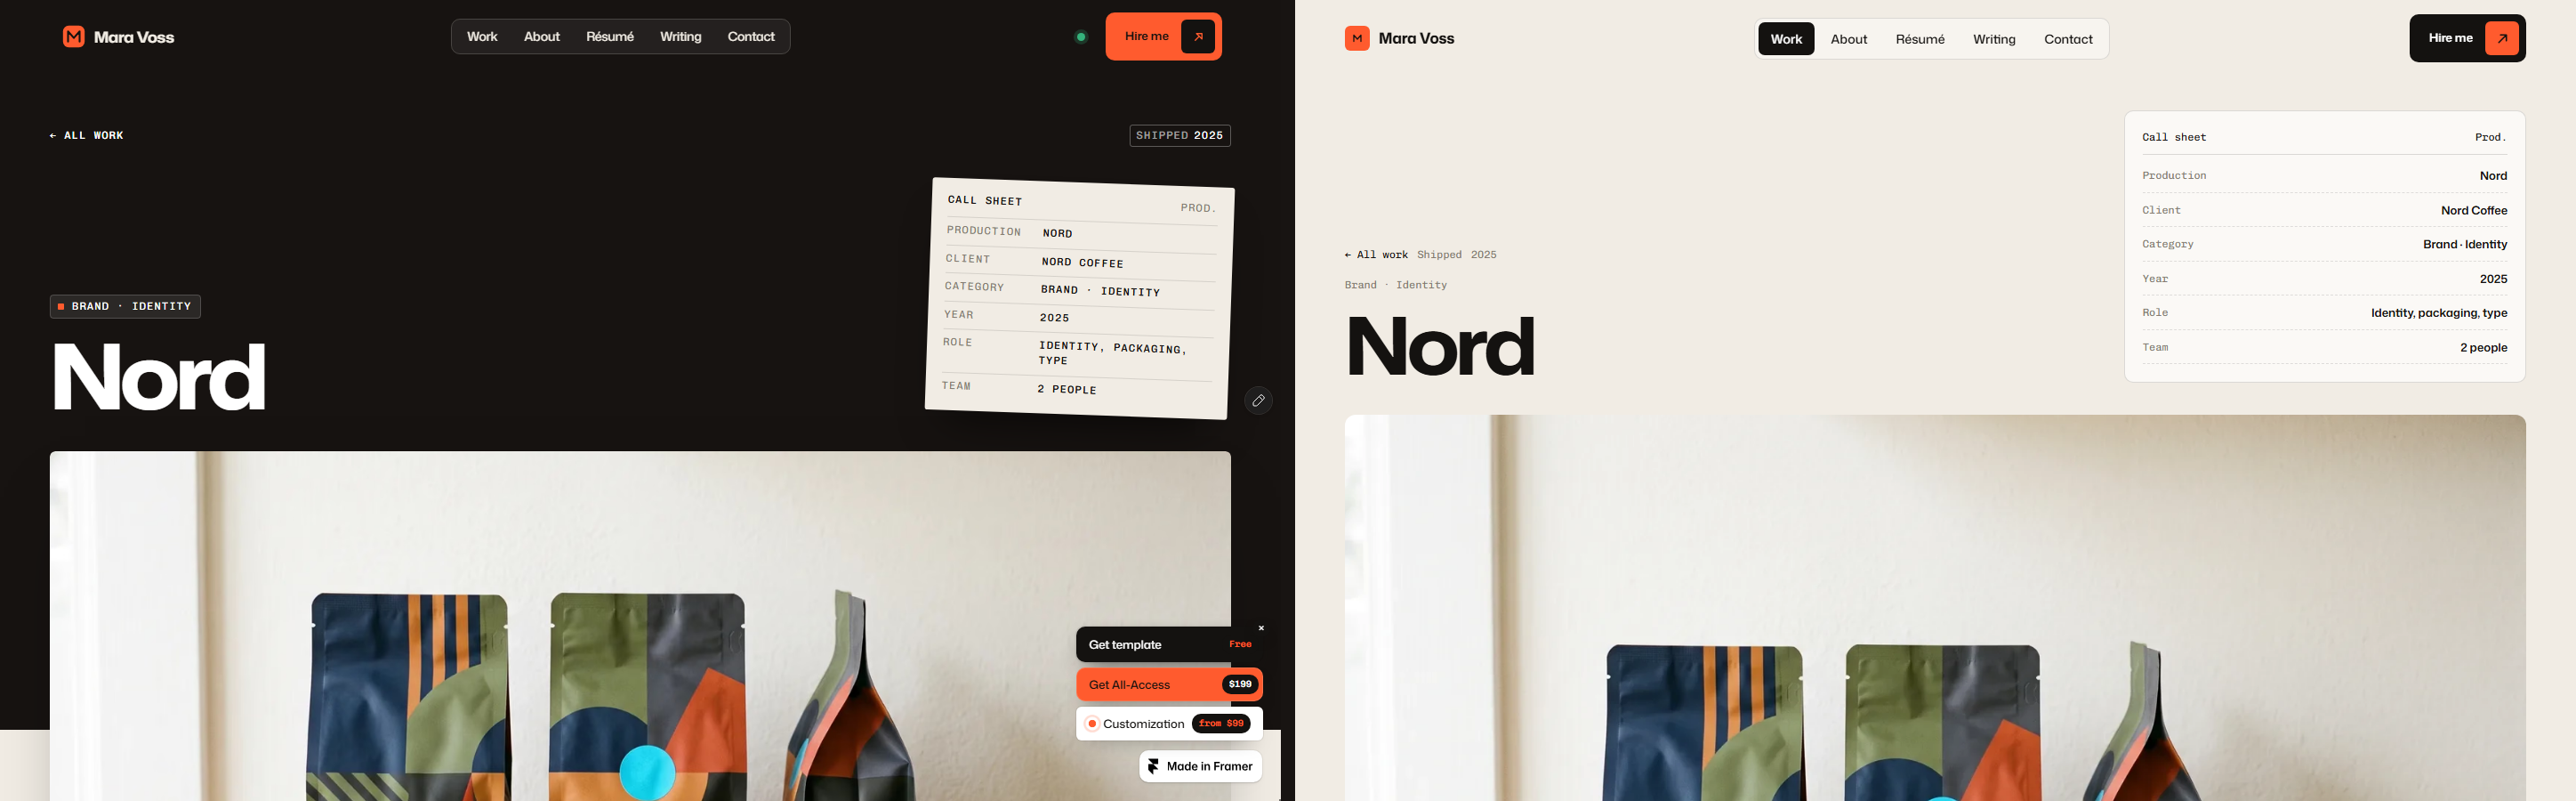 Mara Voss
Work About Résumé Writing Contact
Hire me
← ALL WORK
SHIPPED 2025
CALL SHEET PROD.
PRODUCTION NORD
CLIENT NORD COFFEE
CATEGORY BRAND · IDENTITY
YEAR 2025
ROLE IDENTITY, PACKAGING,
TYPE
TEAM 2 PEOPLE
BRAND · IDENTITY
Nord
Get template Free
×
Get All-Access $199
Customization from $99
Made in Framer
M Mara Voss
Work About Résumé Writing Contact
Hire me
Call sheet Prod.
Production Nord
Client Nord Coffee
Category Brand · Identity
Year 2025
Role Identity, packaging, type
Team 2 people
← All work Shipped 2025
Brand · Identity
Nord